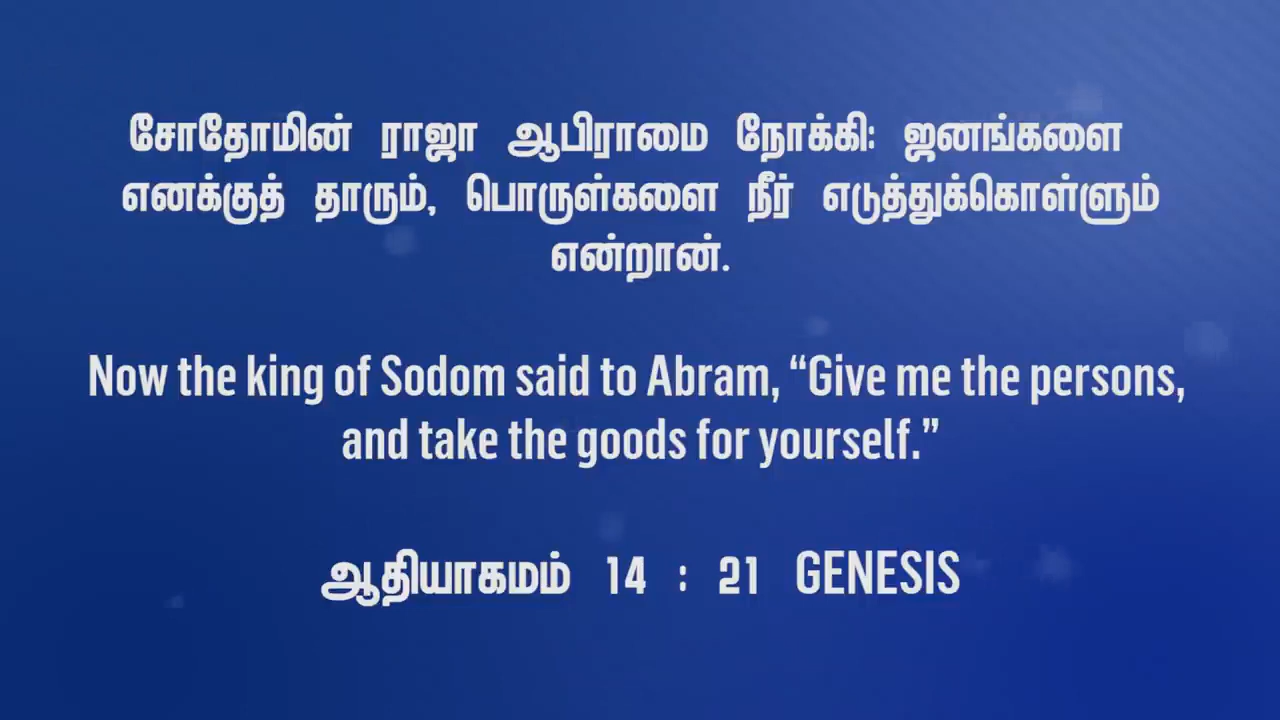 சோதோமின் ராஜா ஆபிராமை நோக்கி: ஜனங்களை
எனக்குத் தாரும், பொருள்களை நீர் எடுத்துக்கொள்ளும்
என்றான்.
Now the king of Sodom said to Abram, “Give me the persons,
and take the goods for yourself.”
ஆதியாகமம் 14 : 21 GENESIS